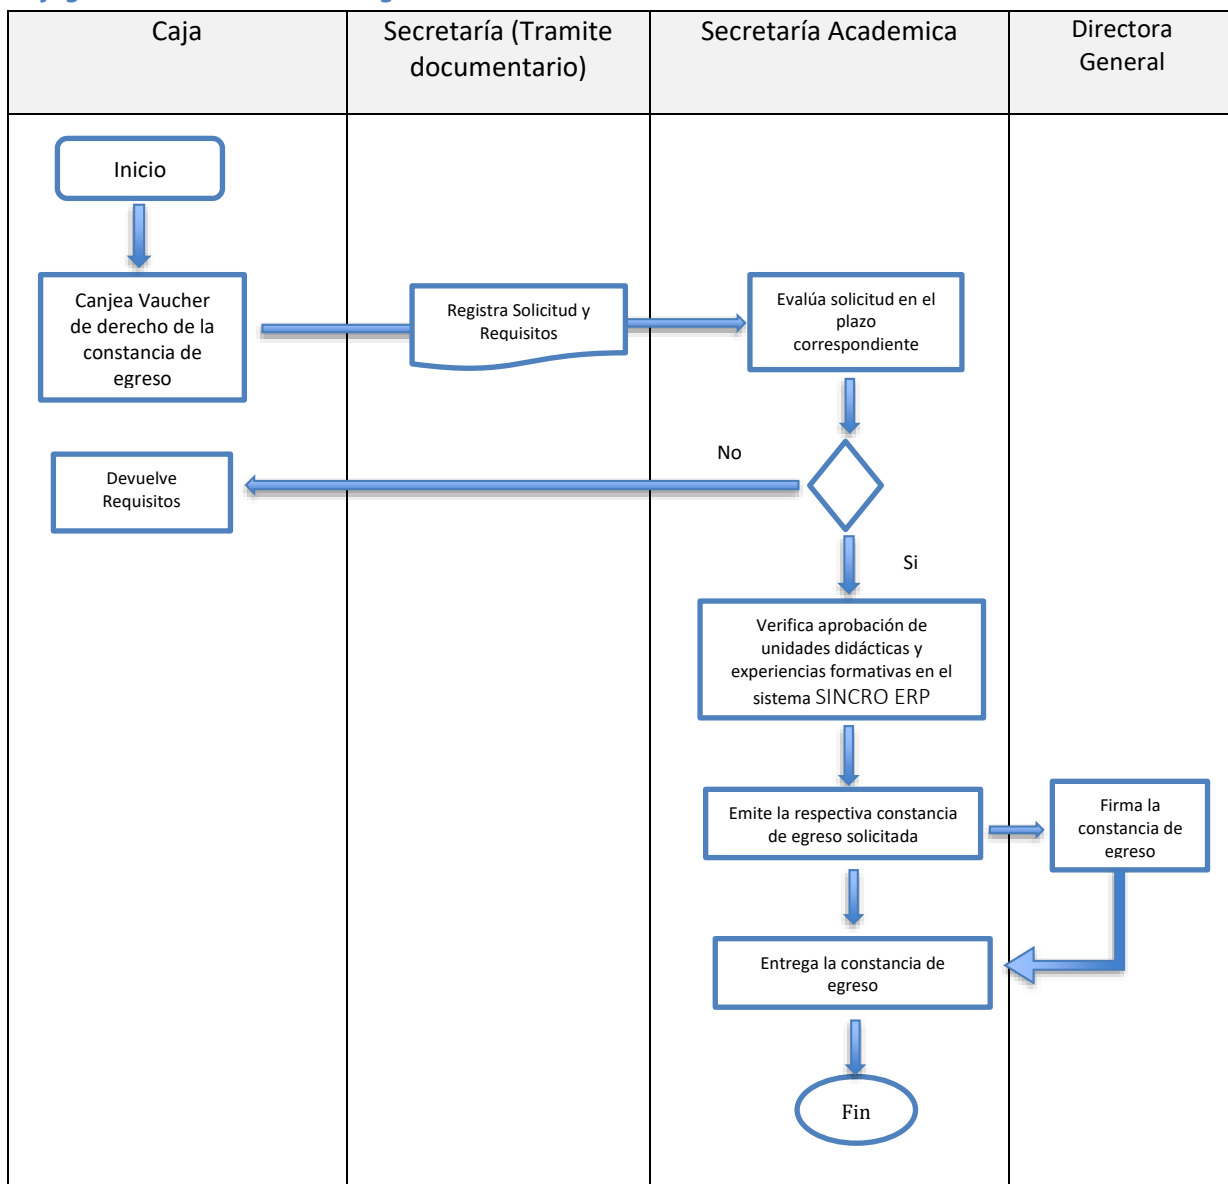 Caja
Secretaría (Tramite
documentario)
Secretaría Academica
Directora
General
Inicio
Canjea Vaucher
de derecho de la
constancia de
egreso
Registra Solicitud y
Requisitos
Evalúa solicitud en el
plazo
correspondiente
No
Devuelve
Requisitos
Si
Verifica aprobación de
unidades didácticas y
experiencias formativas en el
sistema SINCRO ERP
Emite la respectiva constancia
de egreso solicitada
Firma la
constancia de
egreso
Entrega la constancia de
egreso
Fin